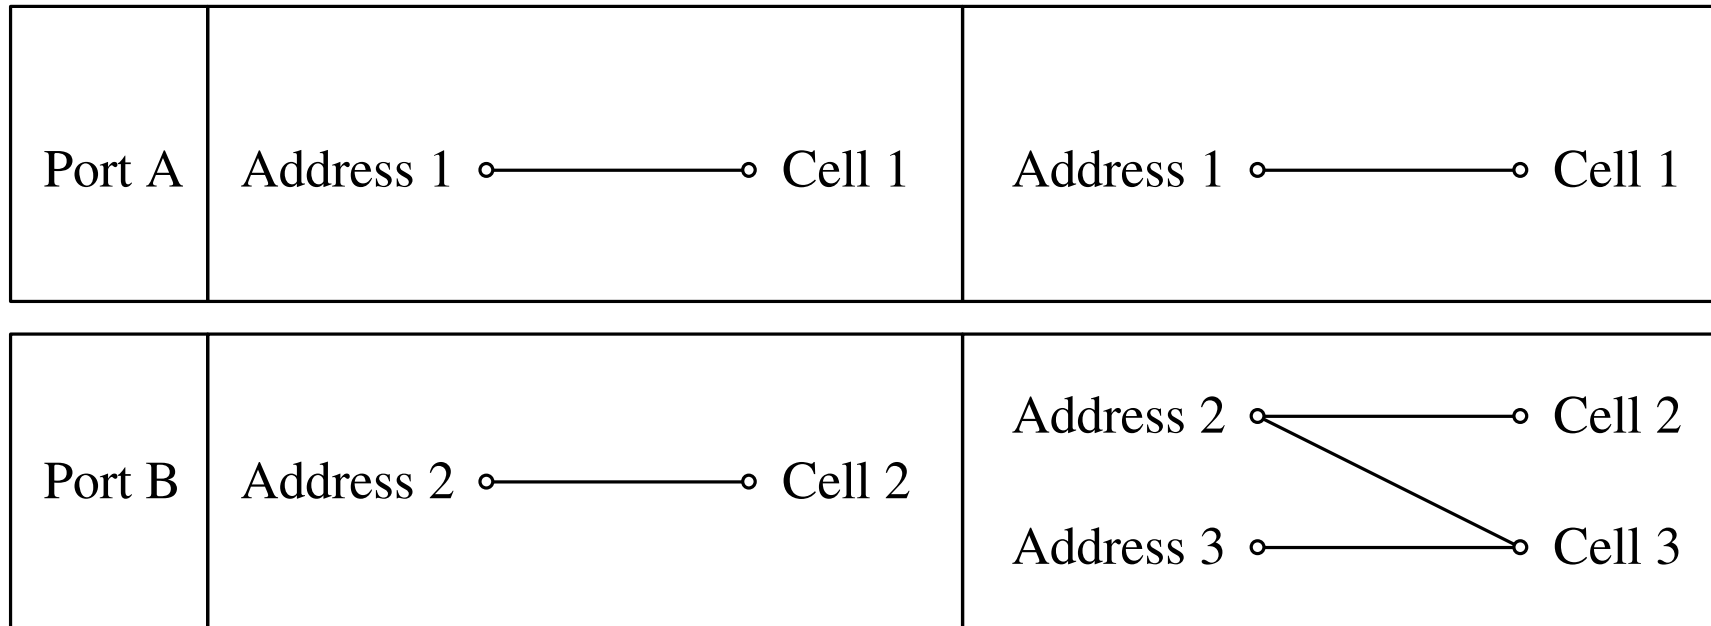 Port A
Address 1 Cell 1
Address 1 Cell 1
Port B
Address 2 Cell 2
Address 2 Cell 2
Address 3 Cell 3